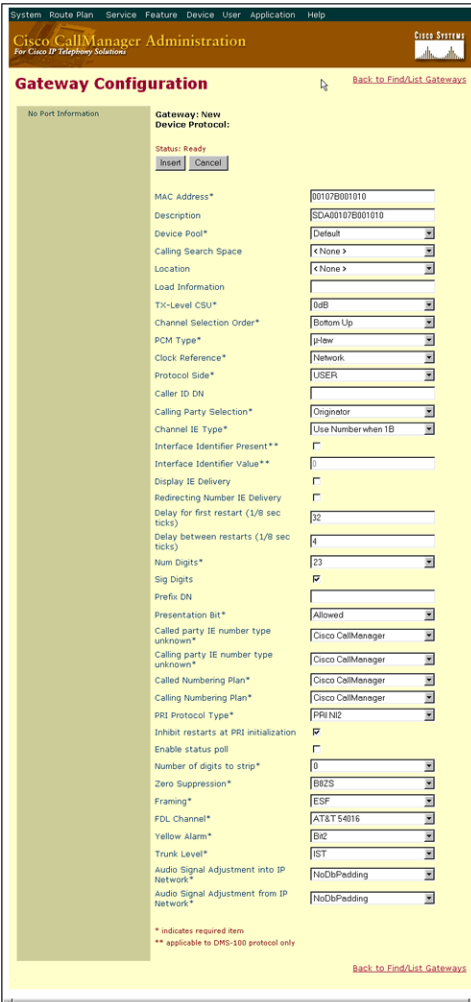 System Route Plan Service Feature Device User Application Help
Cisco CallManager Administration
For Cisco IP Telephony Solutions
CISCO SYSTEMS
Gateway Configuration
Back to Find/List Gateways
No Port Information
Gateway: New
Device Protocol:
Status: Ready
Insert Cancel
MAC Address* 00107B001010
Description SDA00107B001010
Device Pool* Default
Calling Search Space < None >
Location < None >
Load Information
TX-Level CSU* 0dB
Channel Selection Order* Bottom Up
PCM Type* µ-law
Clock Reference* Network
Protocol Side* USER
Caller ID DN
Calling Party Selection* Originator
Channel IE Type* Use Number when 1B
Interface Identifier Present**
Interface Identifier Value** 0
Display IE Delivery
Redirecting Number IE Delivery
Delay for first restart (1/8 sec
ticks) 32
Delay between restarts (1/8 sec
ticks) 4
Num Digits* 23
Sig Digits
Prefix DN
Presentation Bit* Allowed
Called party IE number type
unknown* Cisco CallManager
Calling party IE number type
unknown* Cisco CallManager
Called Numbering Plan* Cisco CallManager
Calling Numbering Plan* Cisco CallManager
PRI Protocol Type* PRI NI2
Inhibit restarts at PRI initialization
Enable status poll
Number of digits to strip* 0
Zero Suppression* B8ZS
Framing* ESF
FDL Channel* AT&T 54016
Yellow Alarm* Bit2
Trunk Level* IST
Audio Signal Adjustment into IP
Network* NoDbPadding
Audio Signal Adjustment from IP
Network* NoDbPadding
* indicates required item
** applicable to DMS-100 protocol only
Back to Find/List Gateways